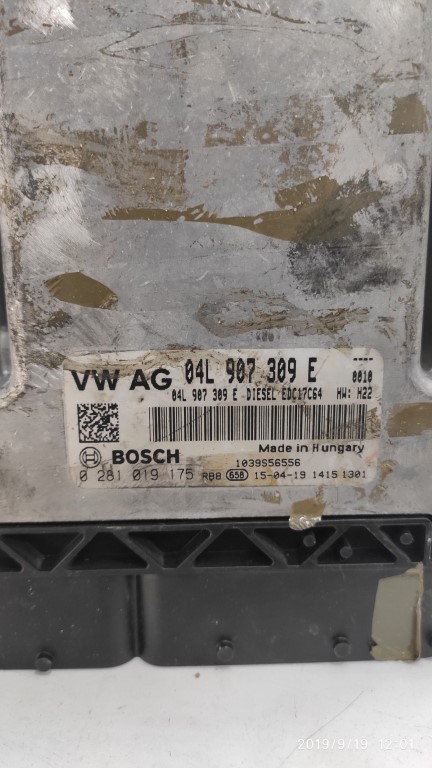 VW AG 04L 907 309 E ----
0010
04L 907 309 E DIESEL EDC17C64 HW: H22
Made in Hungary
BOSCH 1039S56556
0 281 019 175 RB8 658 15-04-19 1415 1301
2019/9/19 12:01